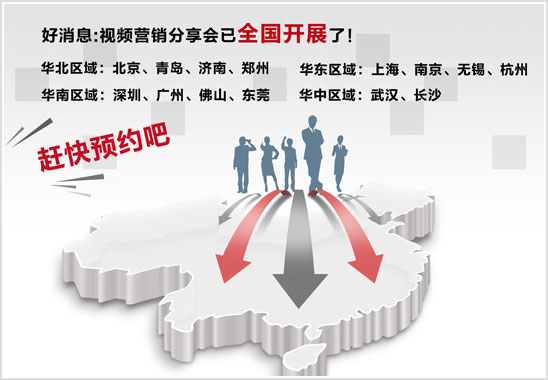 好消息:视频营销分享会已全国开展了!
华北区域：北京、青岛、济南、郑州 华东区域：上海、南京、无锡、杭州
华南区域：深圳、广州、佛山、东莞 华中区域：武汉、长沙
赶快预约吧